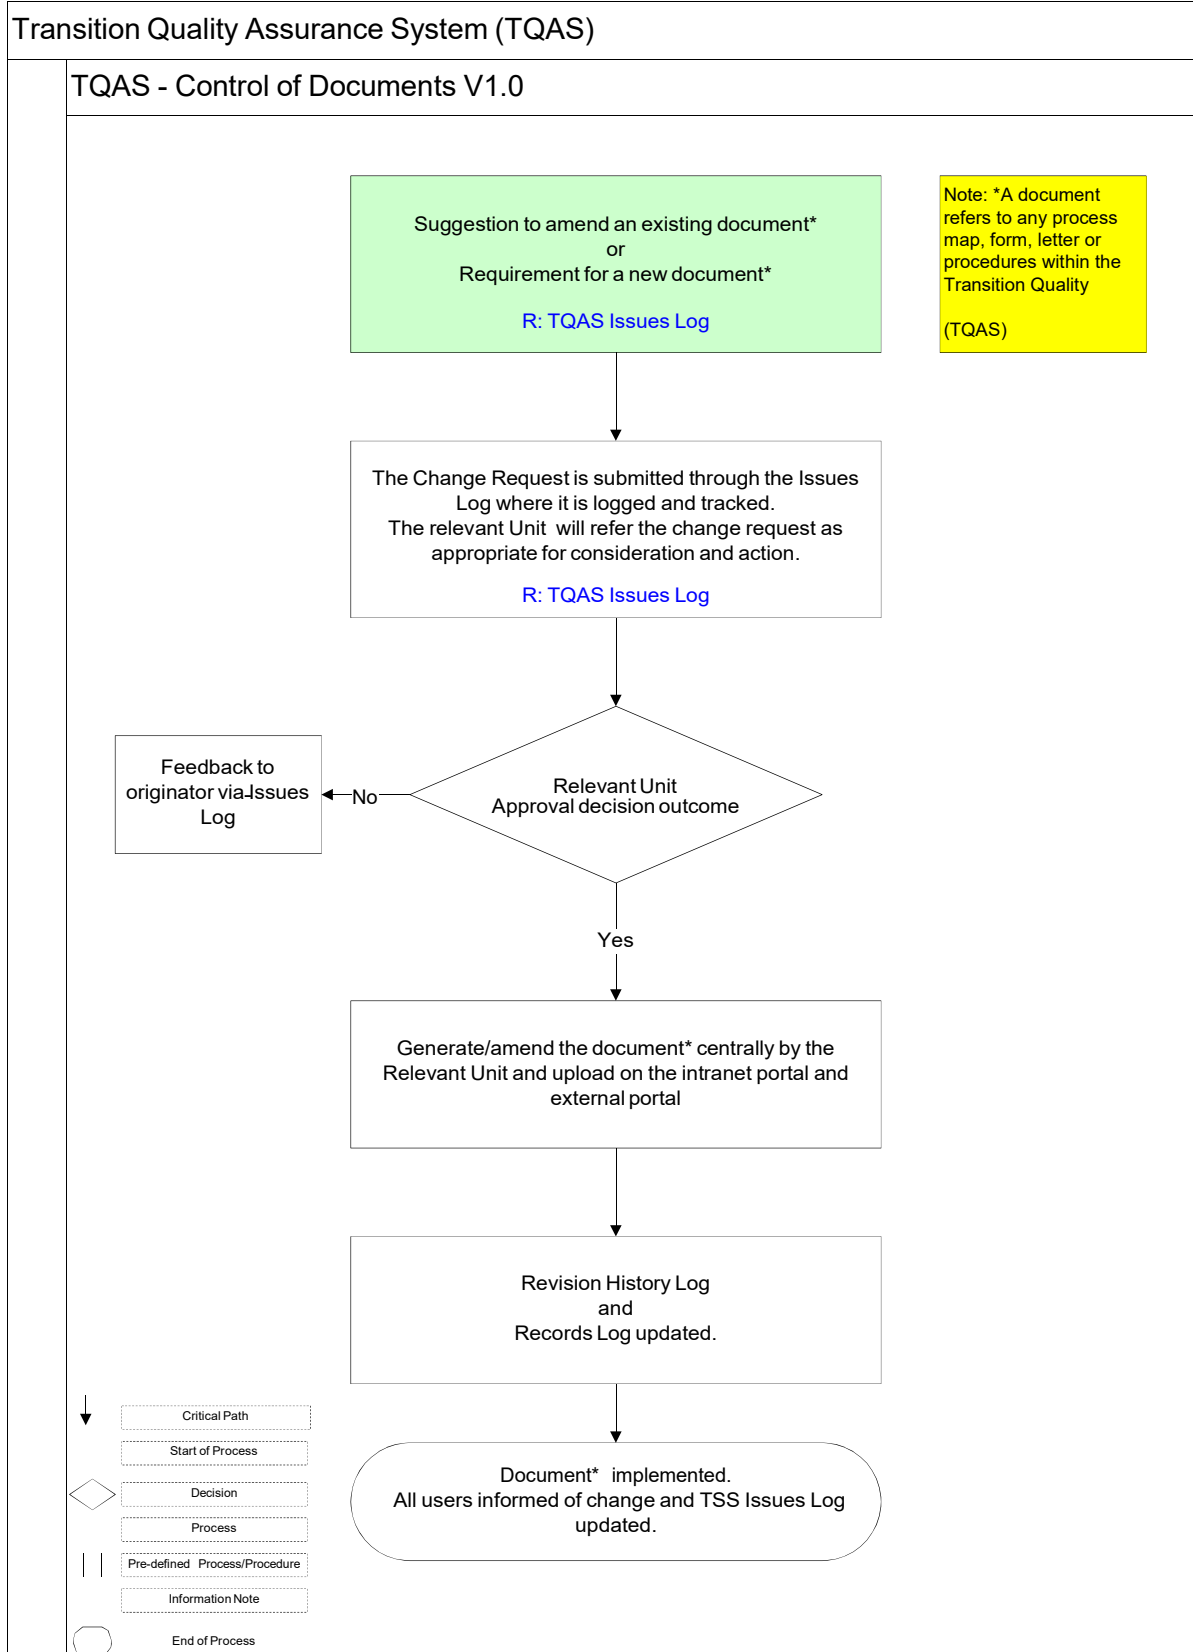 Transition Quality Assurance System (TQAS)
TQAS - Control of Documents V1.0
Suggestion to amend an existing document*
or
Requirement for a new document*
R: TQAS Issues Log
Note: *A document
refers to any process
map, form, letter or
procedures within the
Transition Quality
(TQAS)
The Change Request is submitted through the Issues
Log where it is logged and tracked.
The relevant Unit will refer the change request as
appropriate for consideration and action.
R: TQAS Issues Log
Relevant Unit
Approval decision outcome
No
Feedback to
originator via Issues
Log
Yes
Generate/amend the document* centrally by the
Relevant Unit and upload on the intranet portal and
external portal
Revision History Log
and
Records Log updated.
Document* implemented.
All users informed of change and TSS Issues Log
updated.
Critical Path
Start of Process
Decision
Process
Pre-defined Process/Procedure
Information Note
End of Process